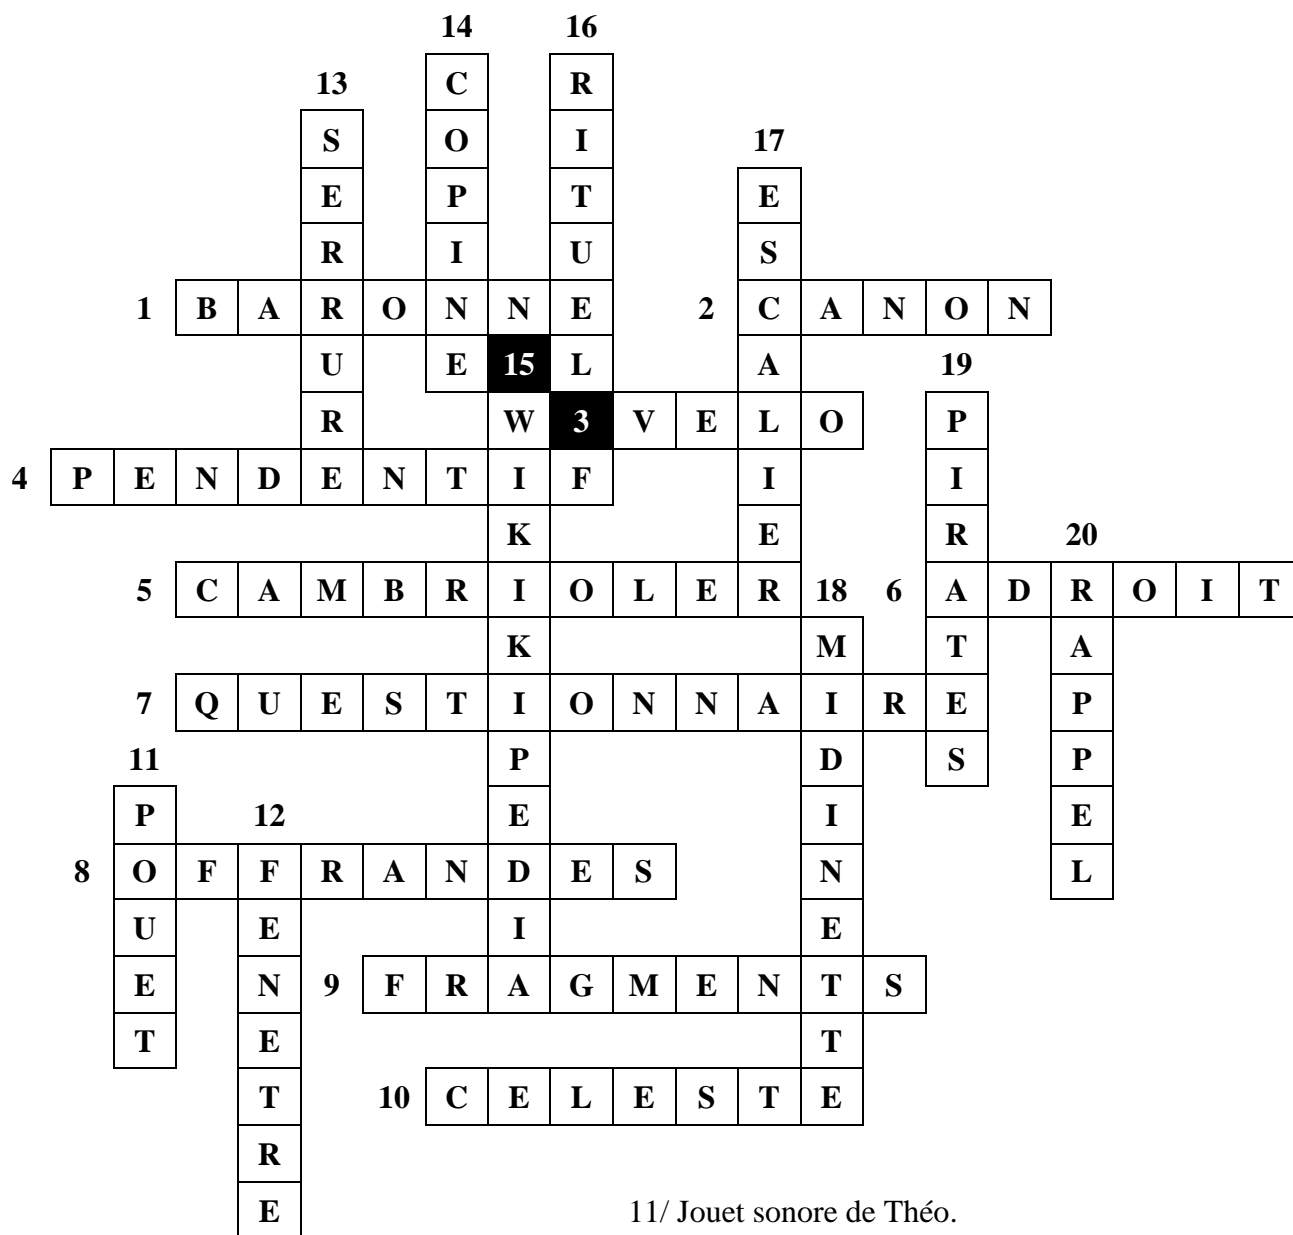 14 16
13 C R
S O I 17
E P T E
R I U S
1 B A R O N N E 2 C A N O N
U E 15 L A 19
R W 3 V E L O P
4 P E N D E N T I F I I
K E R 20
5 C A M B R I O L E R 18 6 A D R O I T
K M T A
7 Q U E S T I O N N A I R E P
11 P D S P
P 12 E I E
8 O F F R A N D E S N L
U E I E
E N 9 F R A G M E N T S
T E T
T 10 C E L E S T E
R
E 11/ Jouet sonore de Théo.